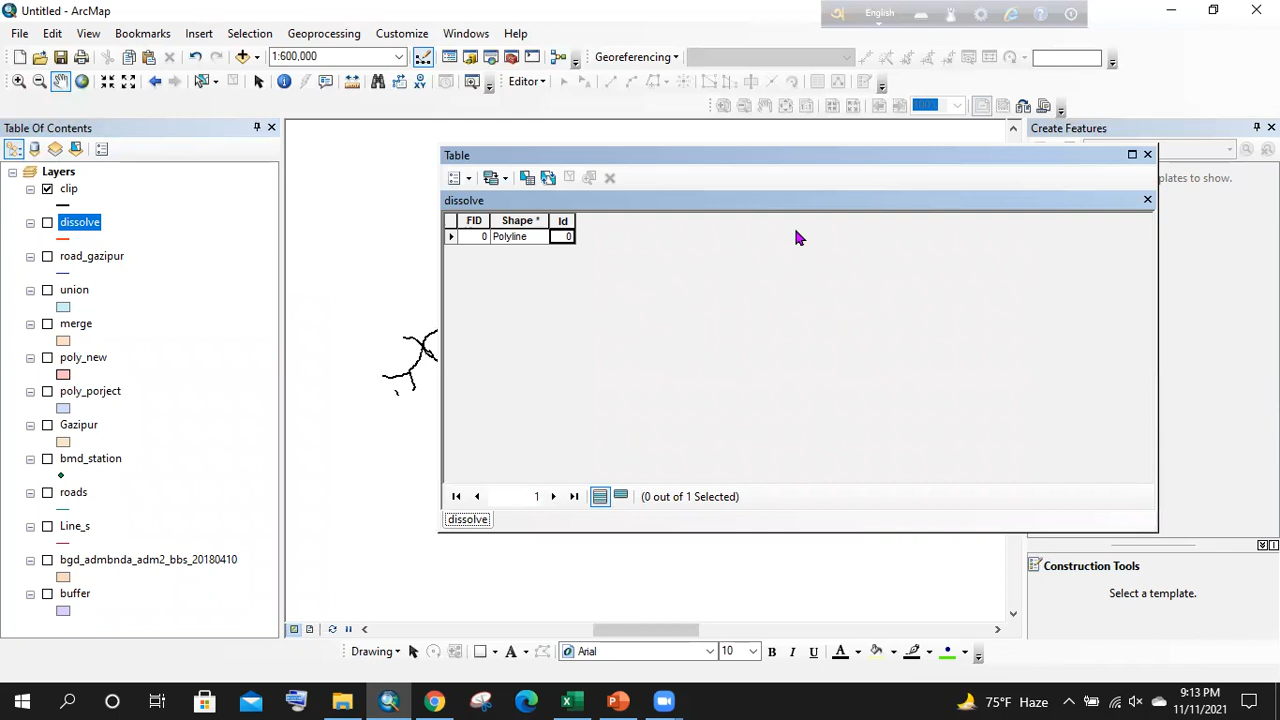 Untitled - ArcMap
English
File Edit View Bookmarks Insert Selection Geoprocessing Customize Windows Help
1:600,000
Georeferencing
Editor
Table Of Contents
Layers
clip
dissolve
road_gazipur
union
merge
poly_new
poly_porject
Gazipur
bmd_station
roads
Line_s
bgd_admbnda_adm2_bbs_20180410
buffer
Table
dissolve
FID Shape * Id
0 Polyline 0
1
(0 out of 1 Selected)
dissolve
Create Features
plates to show.
Construction Tools
Select a template.
Drawing
A
Arial
10
B I U A
75°F Haze
9:13 PM
11/11/2021